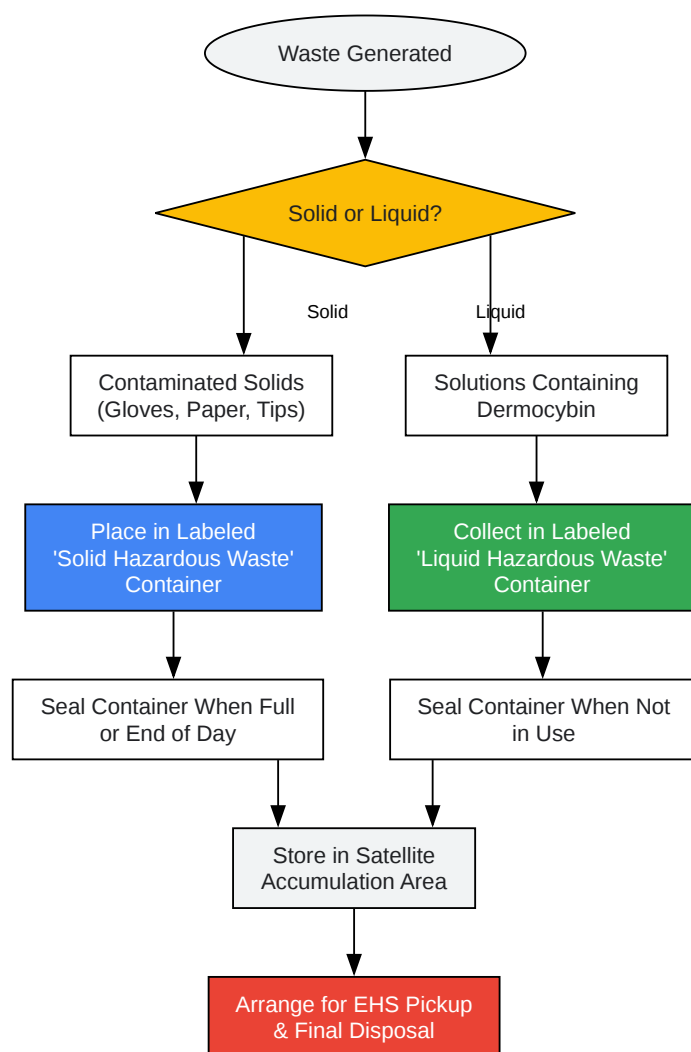 Waste Generated
Solid or Liquid?
Solid
Liquid
Contaminated Solids
(Gloves, Paper, Tips)
Solutions Containing
Dermocybin
Place in Labeled
'Solid Hazardous Waste'
Container
Collect in Labeled
'Liquid Hazardous Waste'
Container
Seal Container When Full
or End of Day
Seal Container When Not
in Use
Store in Satellite
Accumulation Area
Arrange for EHS Pickup
& Final Disposal